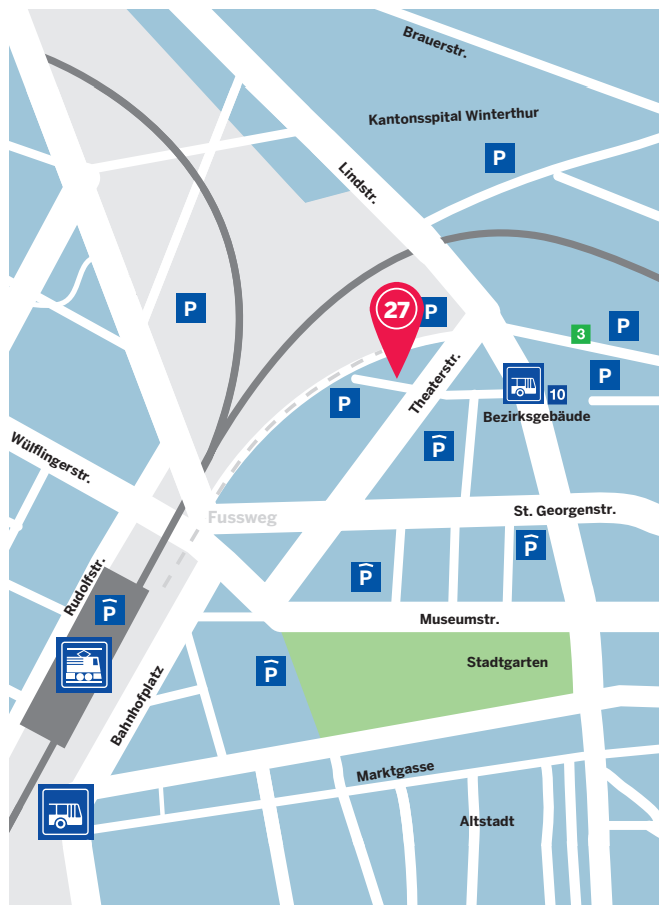 Brauerstr.
Kantonsspital Winterthur
P
Lindstr.
P
27
P
3
P
P
10
Bezirksgebäude
Theaterstr.
P
P
Wülflingerstr.
Fussweg
St. Georgenstr.
P
P
Rudolfstr.
P
Museumstr.
Stadtgarten
P
Bahnhofplatz
Marktgasse
Altstadt